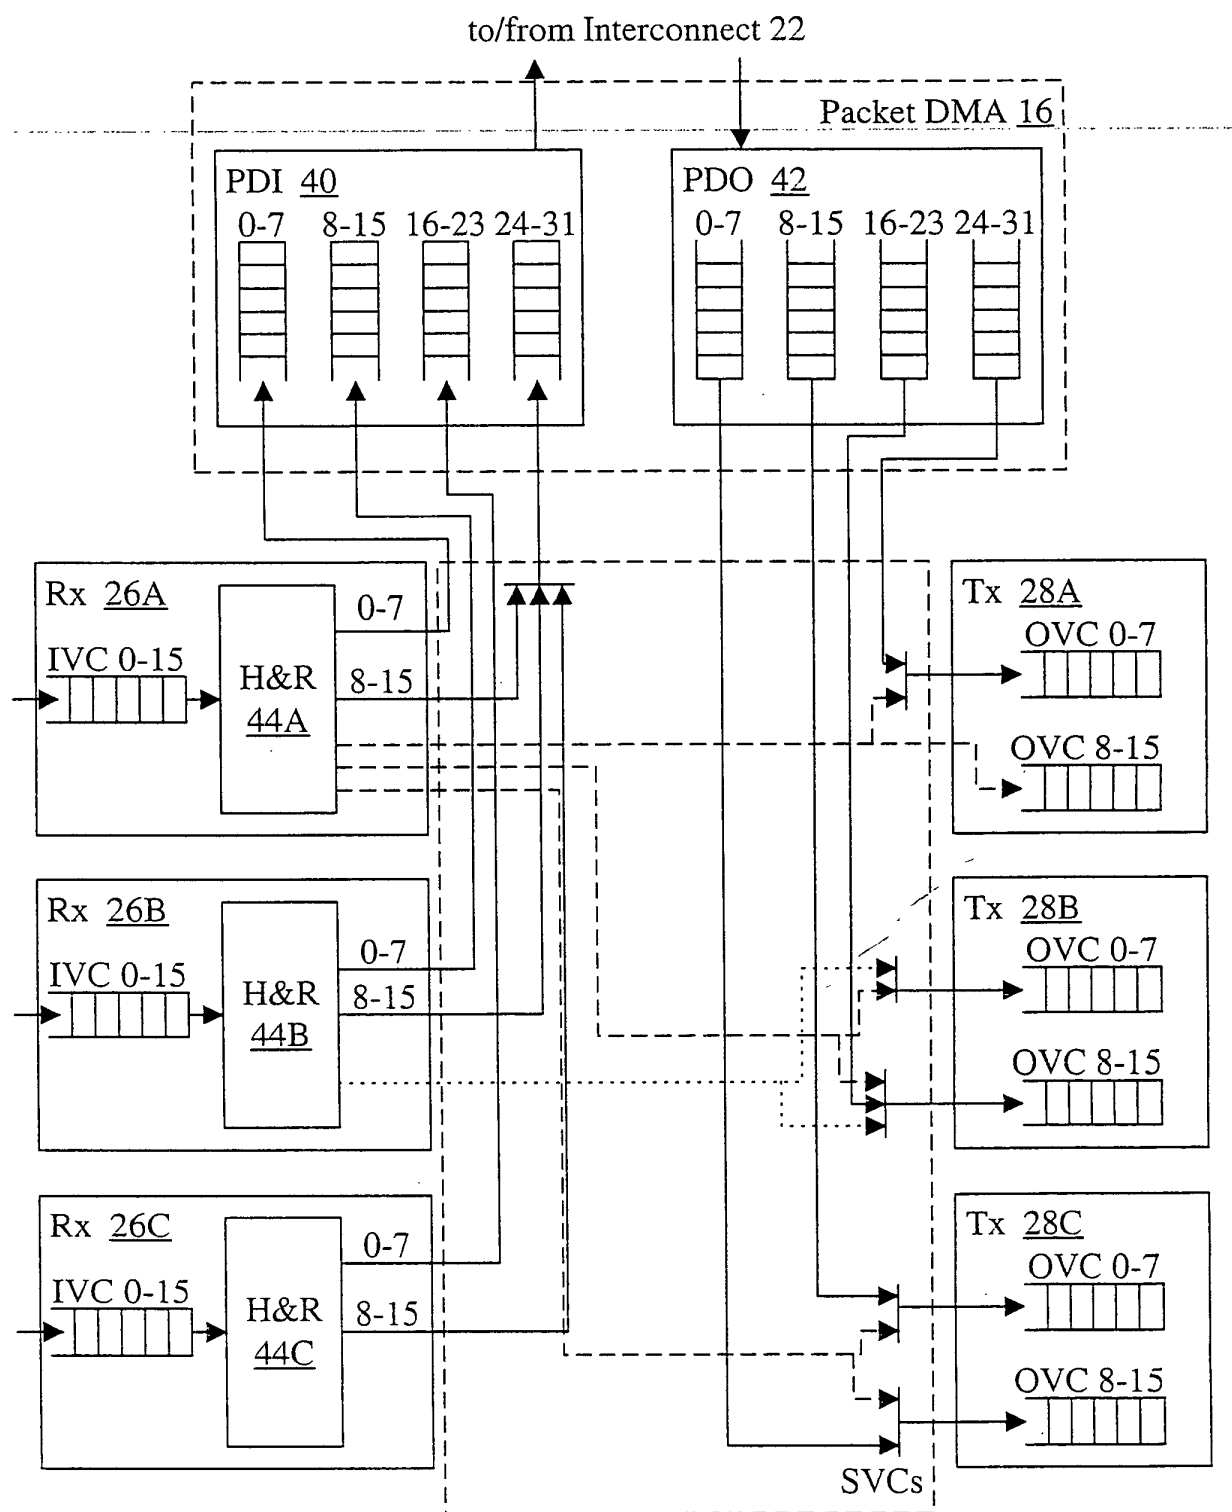 to/from Interconnect 22
Packet DMA 16
PDI 40
0-7 8-15 16-23 24-31
PDO 42
0-7 8-15 16-23 24-31
Rx 26A
IVC 0-15
H&R
44A
0-7
8-15
Tx 28A
OVC 0-7
OVC 8-15
Rx 26B
IVC 0-15
H&R
44B
0-7
8-15
Tx 28B
OVC 0-7
OVC 8-15
Rx 26C
IVC 0-15
H&R
44C
0-7
8-15
Tx 28C
OVC 0-7
OVC 8-15
SVCs